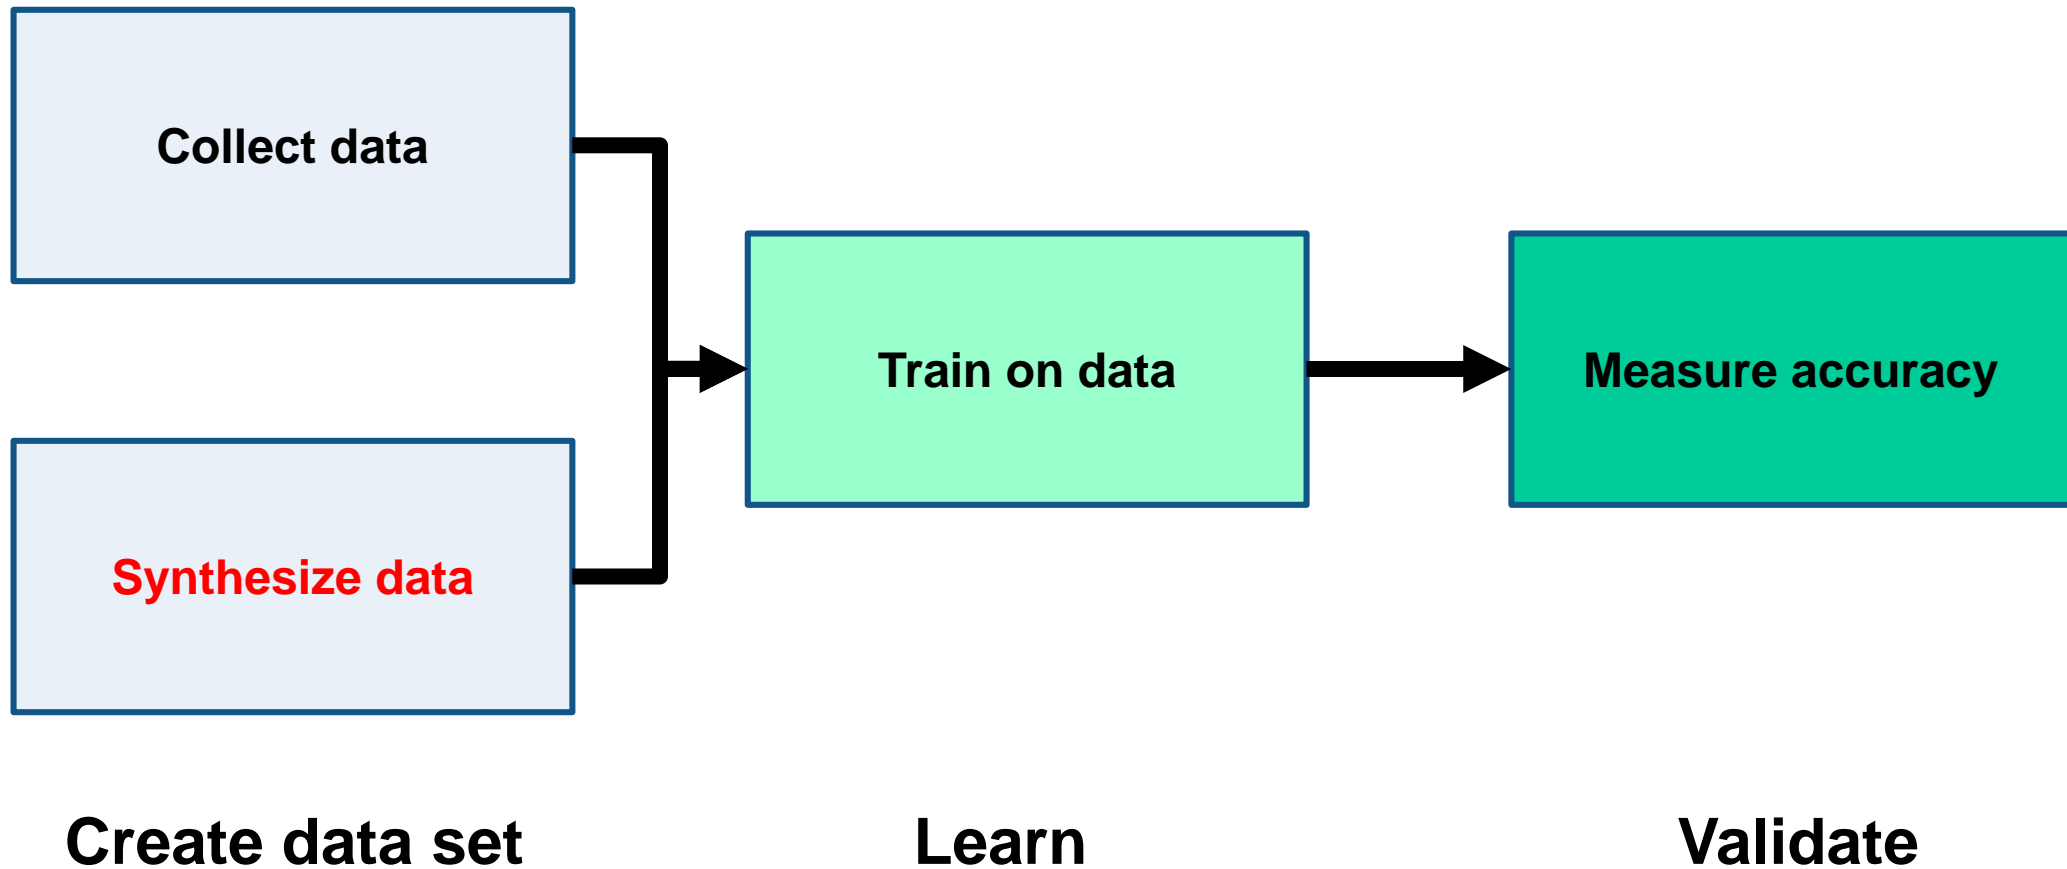 Collect data
Synthesize data
Train on data
Measure accuracy
Create data set
Learn
Validate